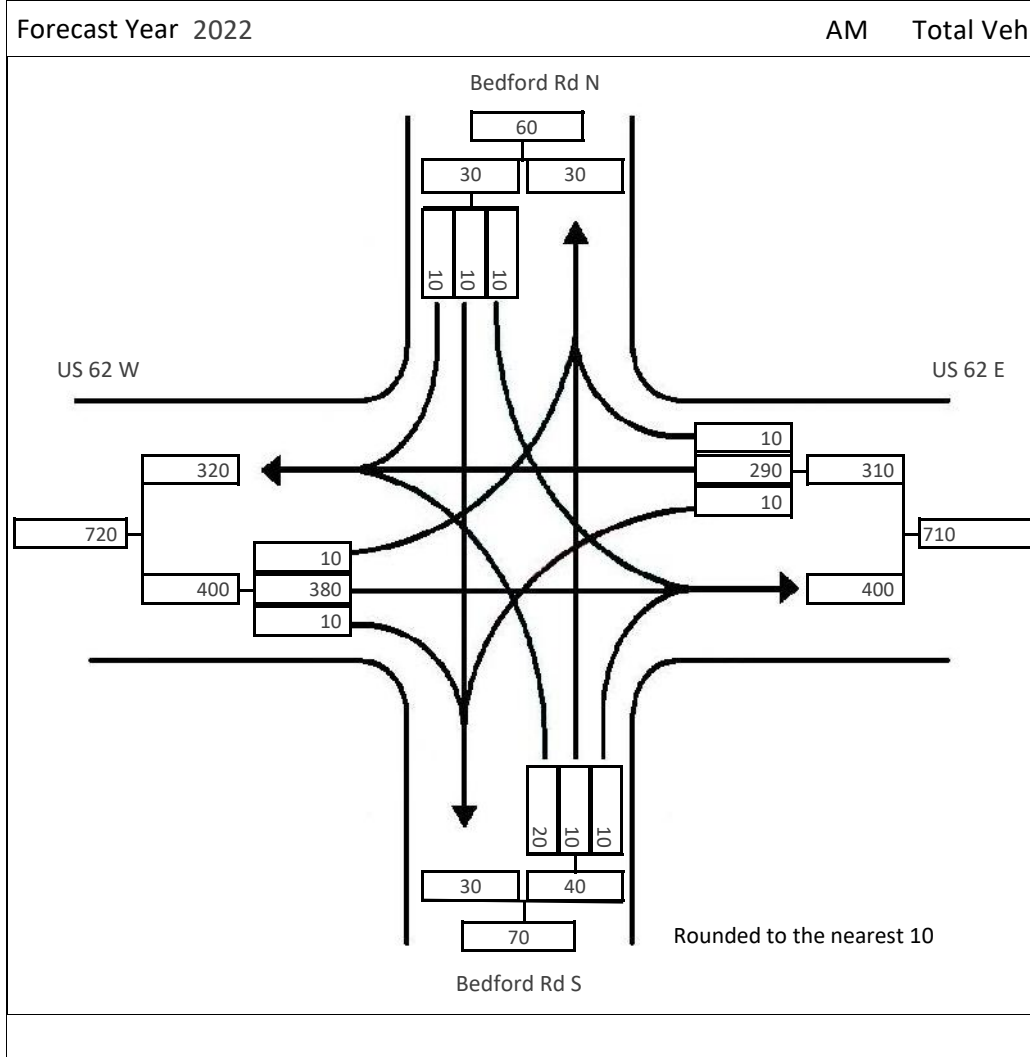 Forecast Year 2022 AM Total Veh
Bedford Rd N
60
30 30
10 10 10
US 62 W US 62 E
10
320 290 310
10
720 710
10
400 380 400
10
20 10 10
30 40
70
Rounded to the nearest 10
Bedford Rd S